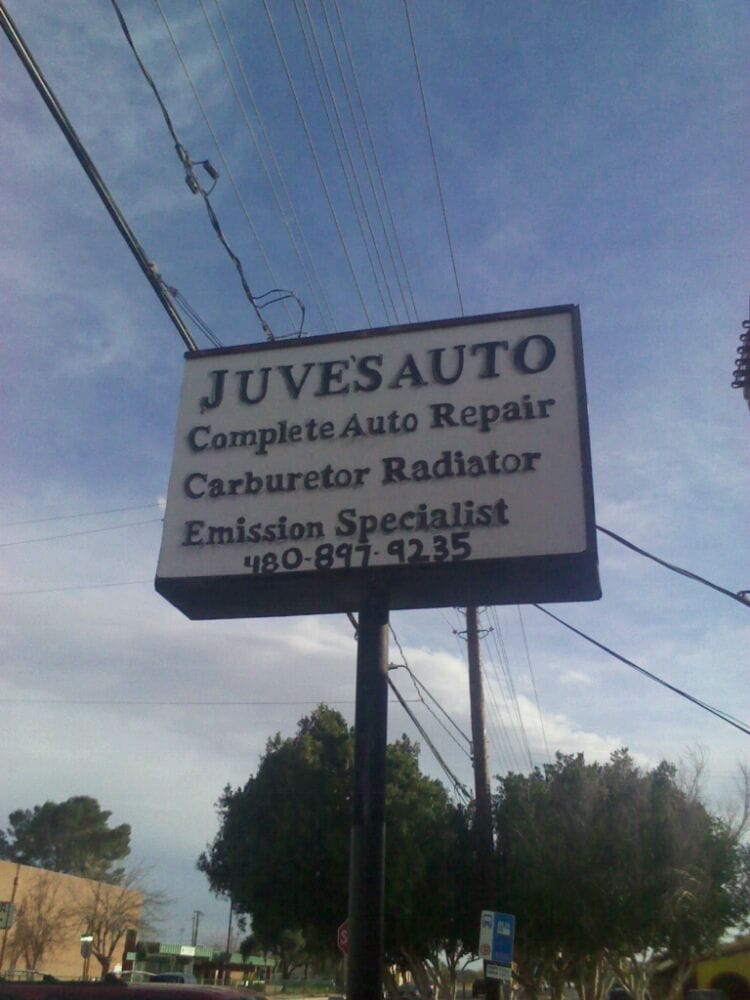 JUVE'S AUTO
Complete Auto Repair
Carburetor Radiator
Emission Specialist
480-897-9235